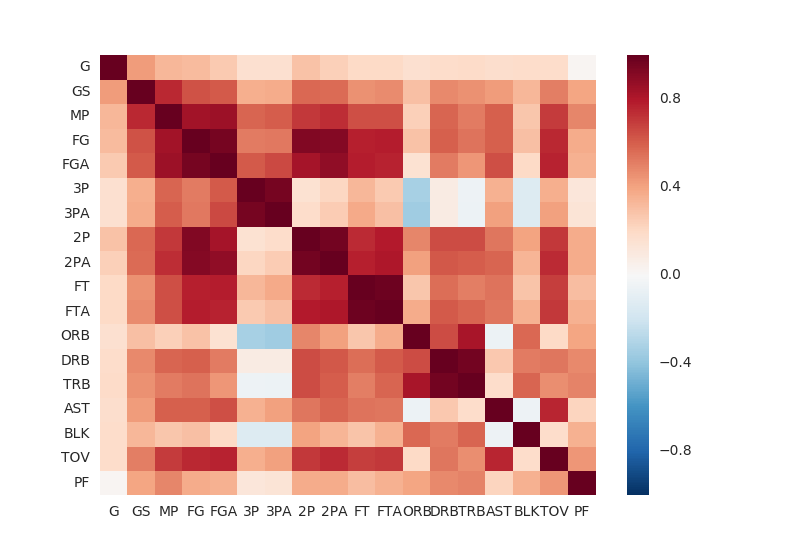 G
GS
MP
FG
FGA
3P
3PA
2P
2PA
FT
FTA
ORB
DRB
TRB
AST
BLK
TOV
PF
G GS MP FG FGA 3P 3PA 2P 2PA FT FTA ORB DRB TRB AST BLK TOV PF
0.8
0.4
0.0
−0.4
−0.8